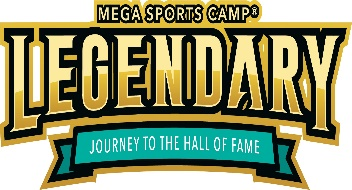 MEGA SPORTS CAMP®
LEGENDARY
JOURNEY TO THE HALL OF FAME